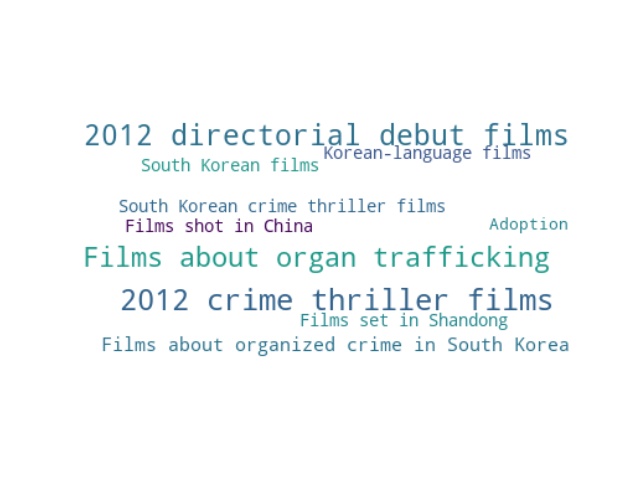 2012 directorial debut films
Korean-language films
South Korean films
South Korean crime thriller films
Films shot in China
Adoption
Films about organ trafficking
2012 crime thriller films
Films set in Shandong
Films about organized crime in South Korea